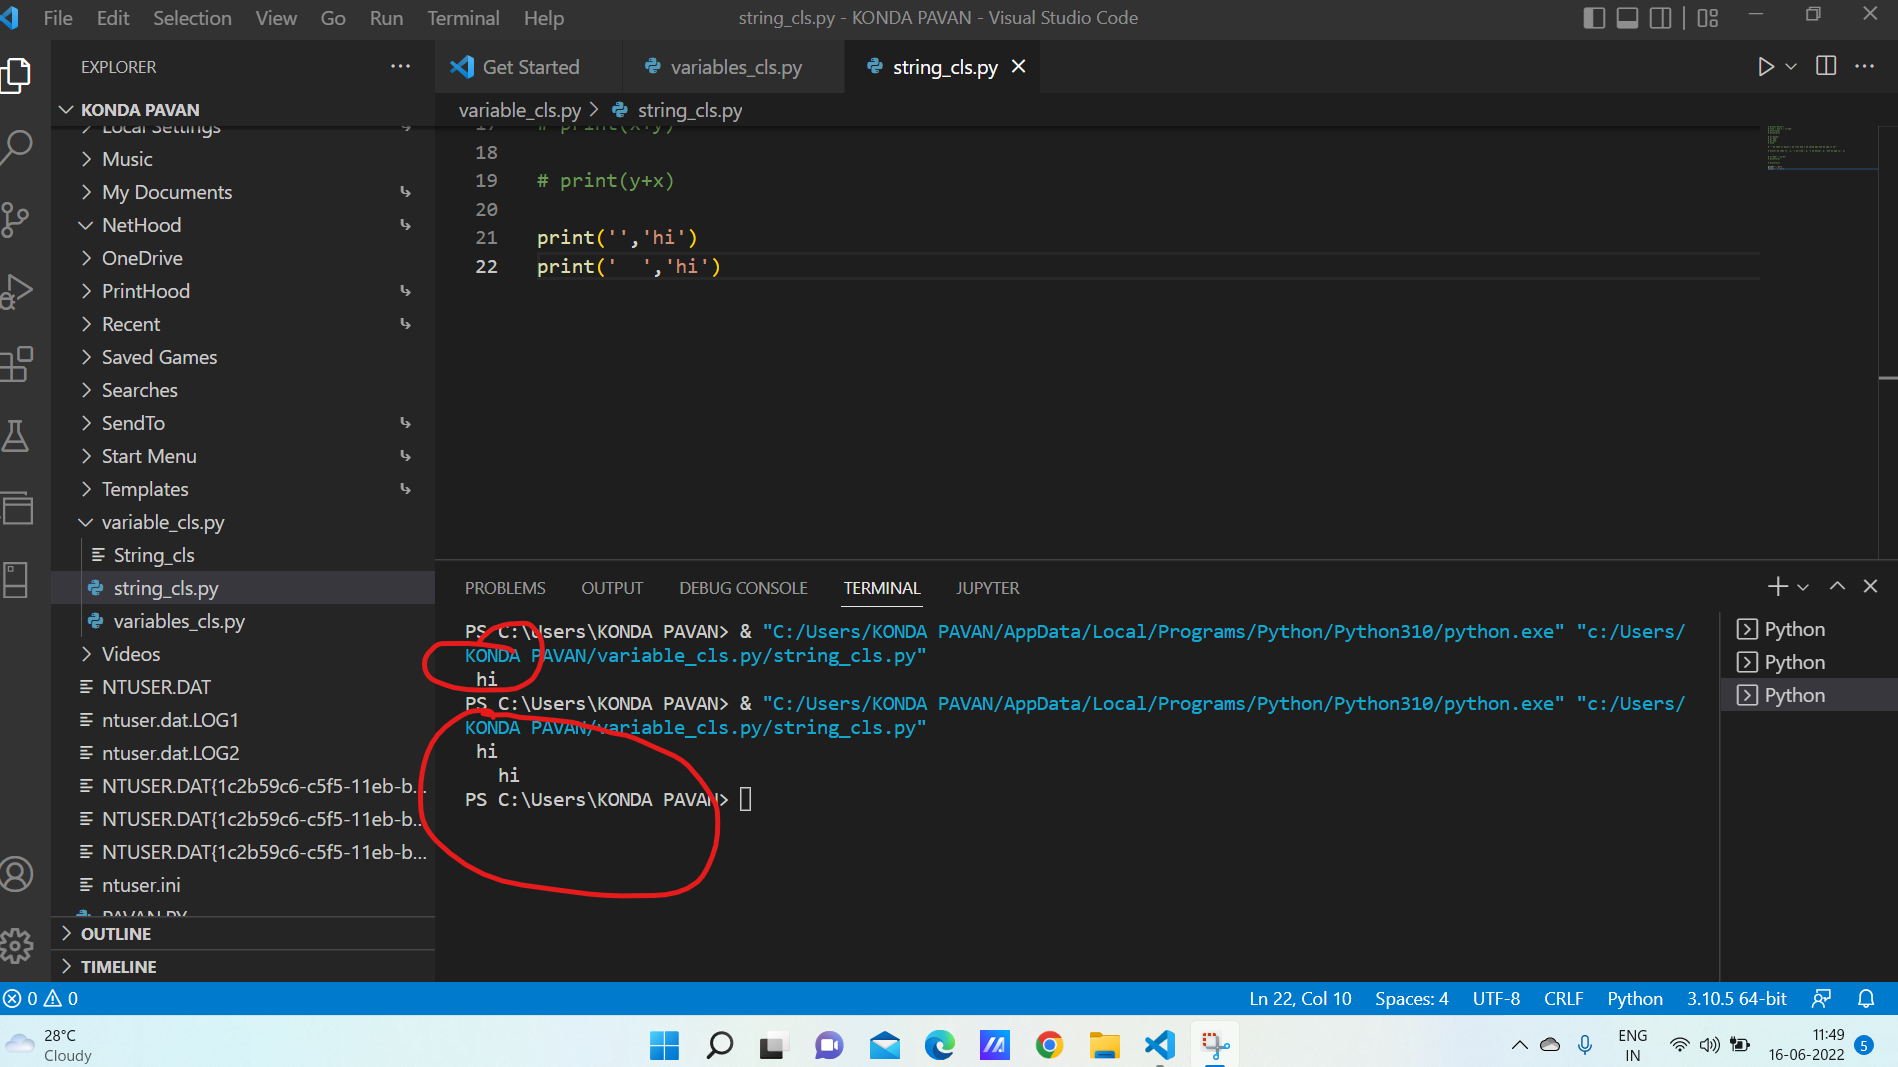 File Edit Selection View Go Run Terminal Help
string_cls.py - KONDA PAVAN - Visual Studio Code
EXPLORER
Get Started
variables_cls.py
string_cls.py
KONDA PAVAN
variable_cls.py > string_cls.py
Local Settings
Music
My Documents
NetHood
OneDrive
PrintHood
Recent
Saved Games
Searches
SendTo
Start Menu
Templates
variable_cls.py
String_cls
string_cls.py
variables_cls.py
Videos
NTUSER.DAT
ntuser.dat.LOG1
ntuser.dat.LOG2
NTUSER.DAT{1c2b59c6-c5f5-11eb-b...
NTUSER.DAT{1c2b59c6-c5f5-11eb-b...
NTUSER.DAT{1c2b59c6-c5f5-11eb-b...
ntuser.ini
PAVAN.PY
OUTLINE
TIMELINE
17 # print(x+y)
18
19 # print(y+x)
20
21 print('','hi')
22 print('   ','hi')
PROBLEMS OUTPUT DEBUG CONSOLE TERMINAL JUPYTER
PS C:\Users\KONDA PAVAN> & "C:/Users/KONDA PAVAN/AppData/Local/Programs/Python/Python310/python.exe" "c:/Users/
KONDA PAVAN/variable_cls.py/string_cls.py"
 hi
PS C:\Users\KONDA PAVAN> & "C:/Users/KONDA PAVAN/AppData/Local/Programs/Python/Python310/python.exe" "c:/Users/
KONDA PAVAN/variable_cls.py/string_cls.py"
 hi
   hi
PS C:\Users\KONDA PAVAN>
Python
Python
Python
0 0
Ln 22, Col 10 Spaces: 4 UTF-8 CRLF Python 3.10.5 64-bit
28°C
Cloudy
ENG
IN
11:49
16-06-2022
5